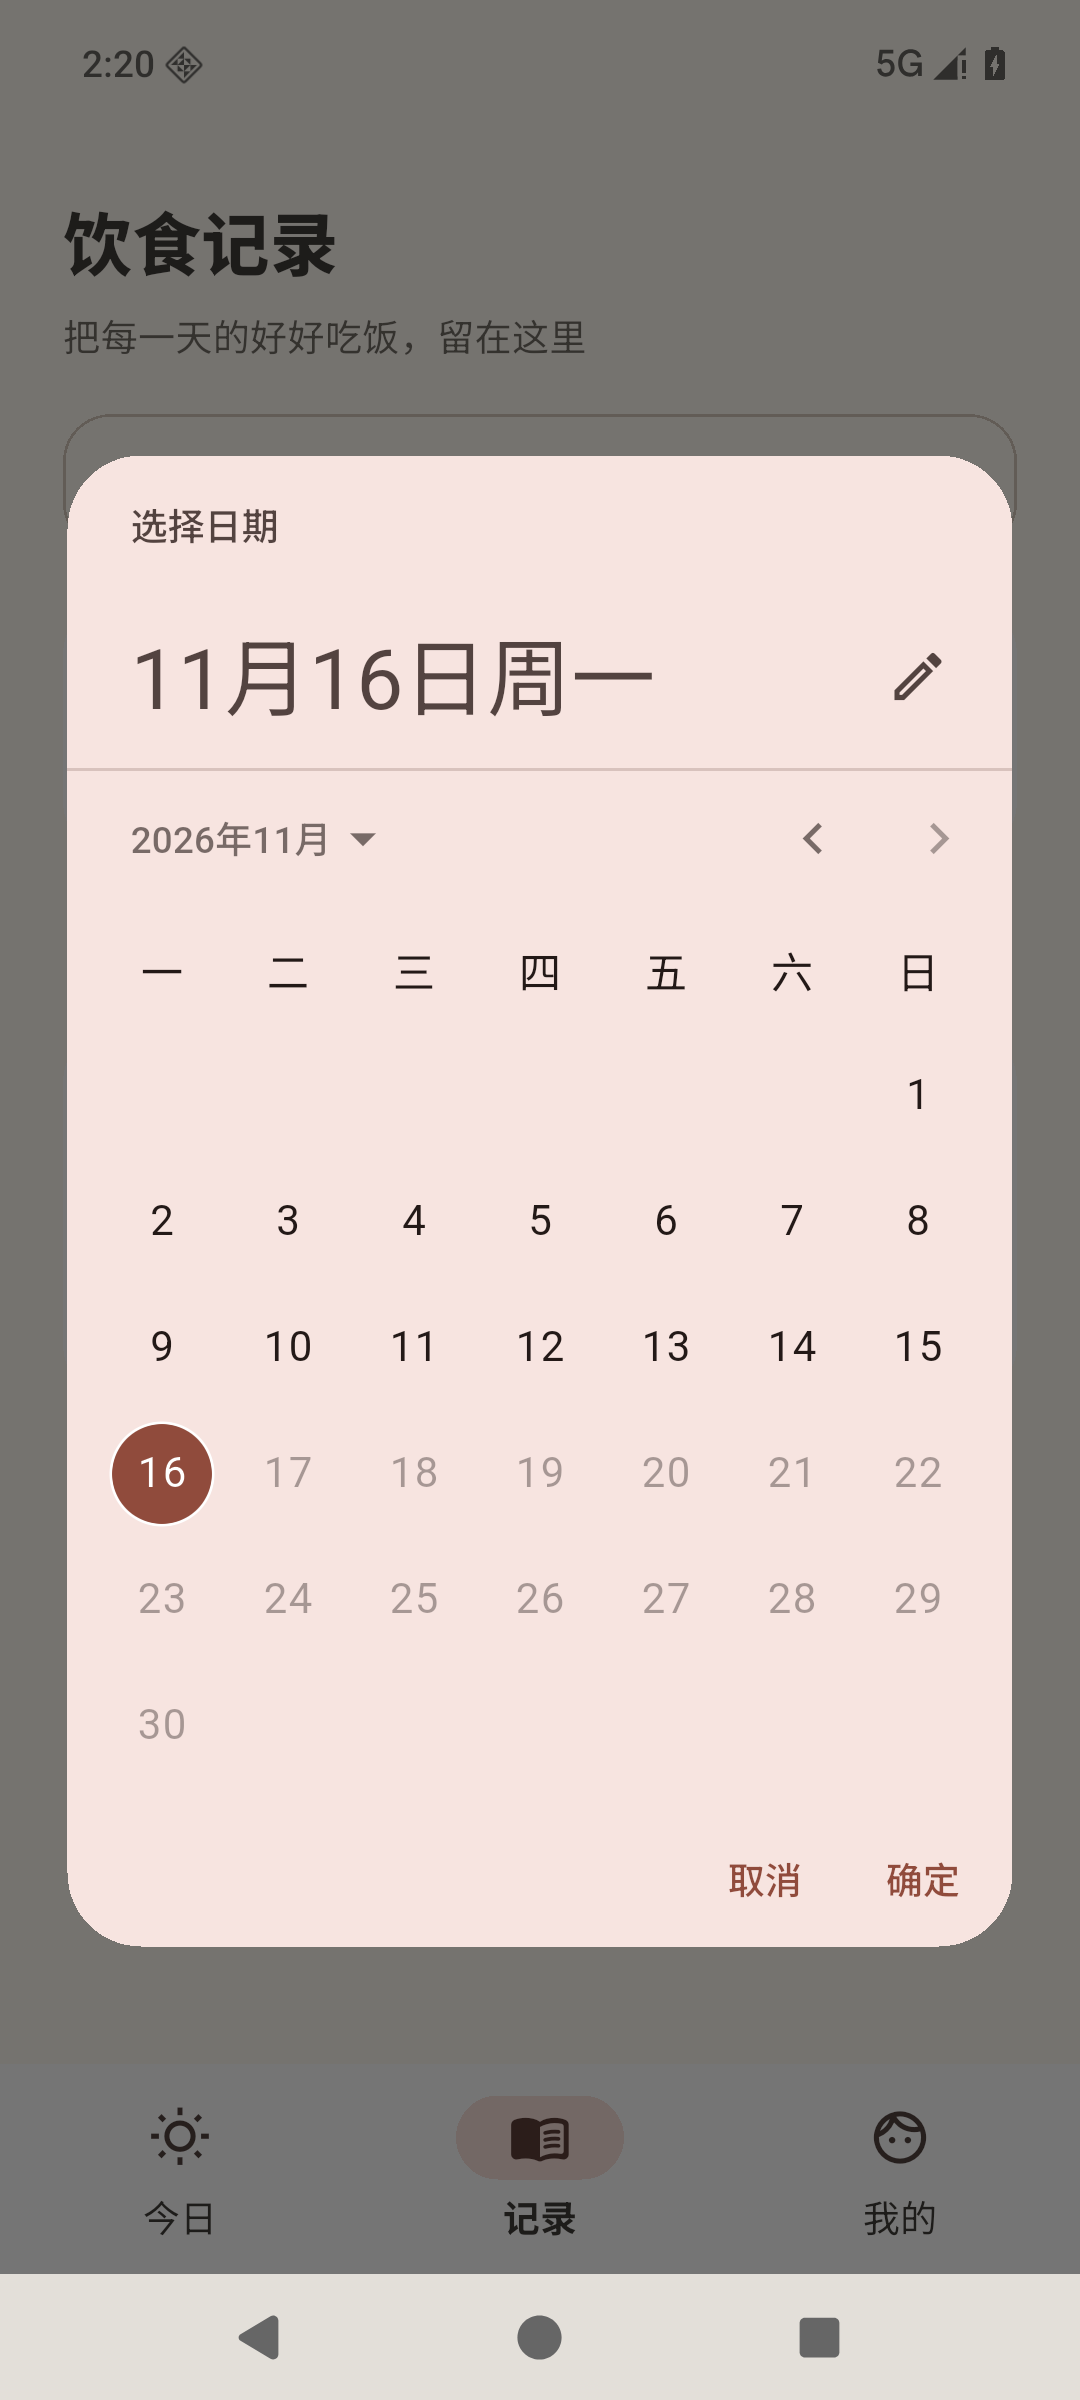 2:20
5G
饮食记录
把每一天的好好吃饭，留在这里
选择日期
11月16日周一
2026年11月
一 二 三 四 五 六 日
1
2 3 4 5 6 7 8
9 10 11 12 13 14 15
16 17 18 19 20 21 22
23 24 25 26 27 28 29
30
取消 确定
今日 记录 我的